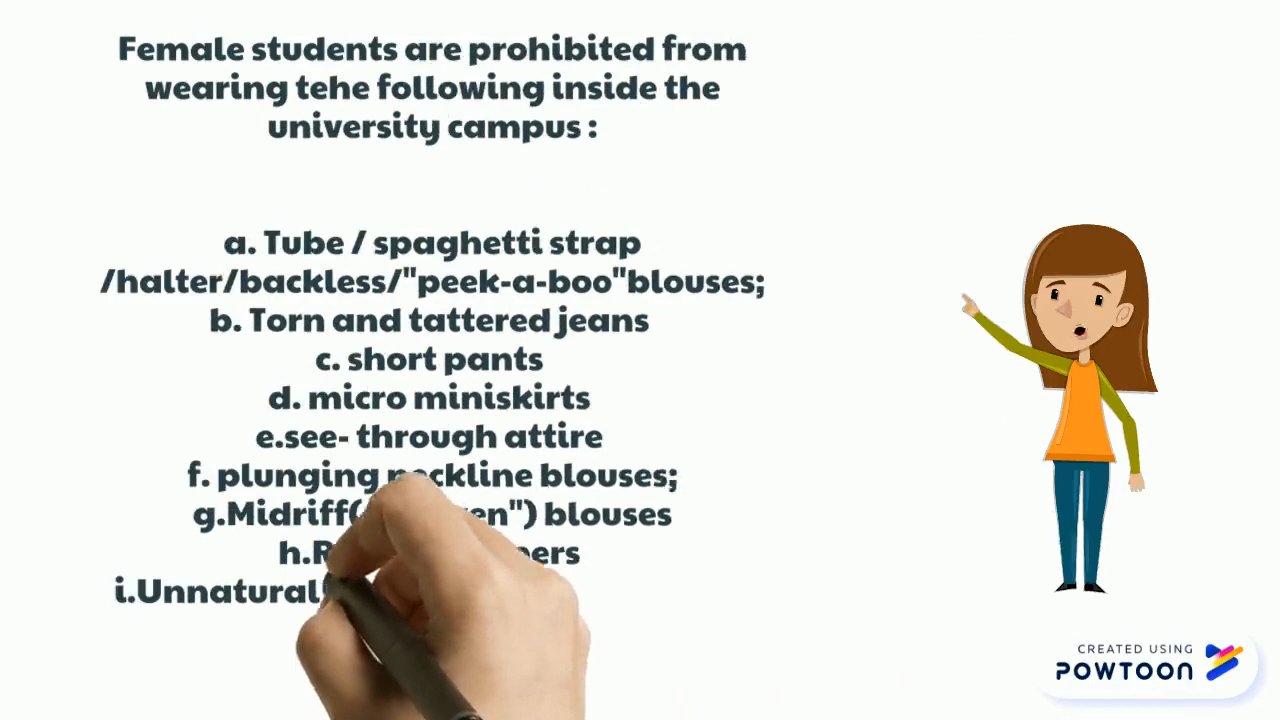 Female students are prohibited from
wearing tehe following inside the
university campus :
a. Tube / spaghetti strap
/halter/backless/"peek-a-boo"blouses;
b. Torn and tattered jeans
c. short pants
d. micro miniskirts
e.see- through attire
f. plunging neckline blouses;
g.Midriff( blouses
h.
i.Unnatural
CREATED USING
POWTOON